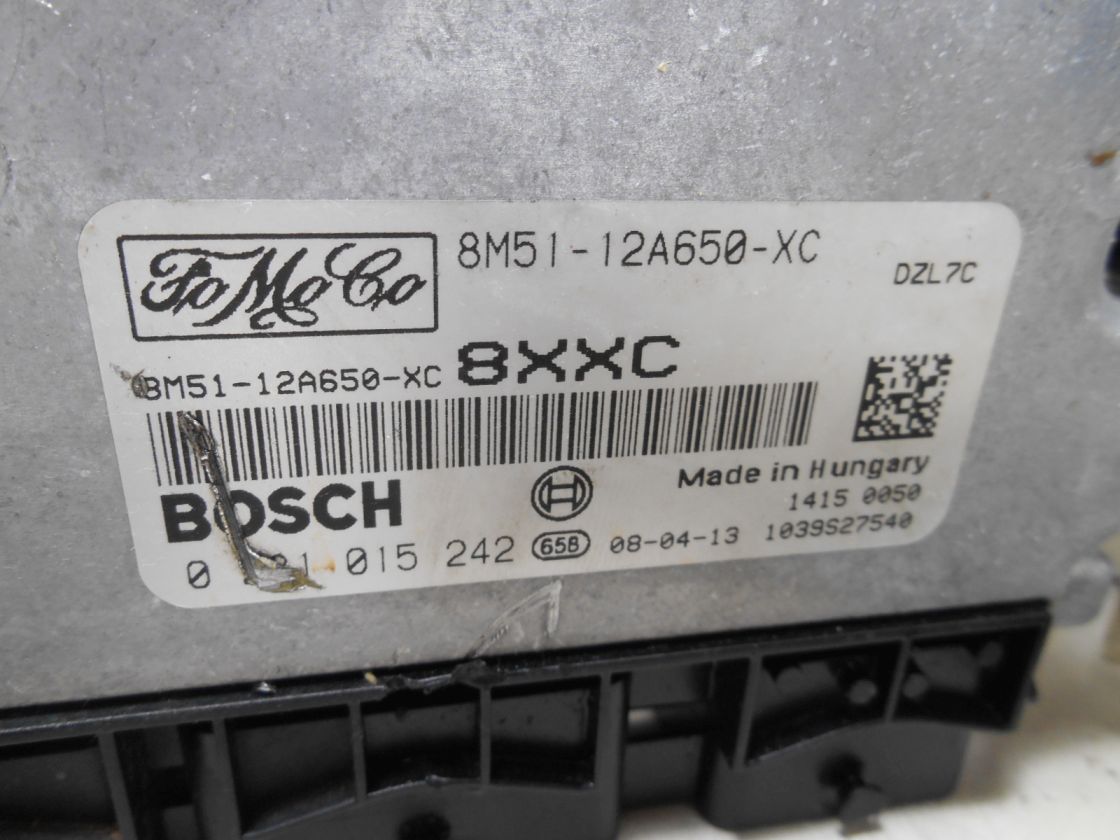 FoMoCo
8M51-12A650-XC
DZL7C
8M51-12A650-XC 8XXC
BOSCH
Made in Hungary
1415 0050
015 242 65B 08-04-13 1039S27540